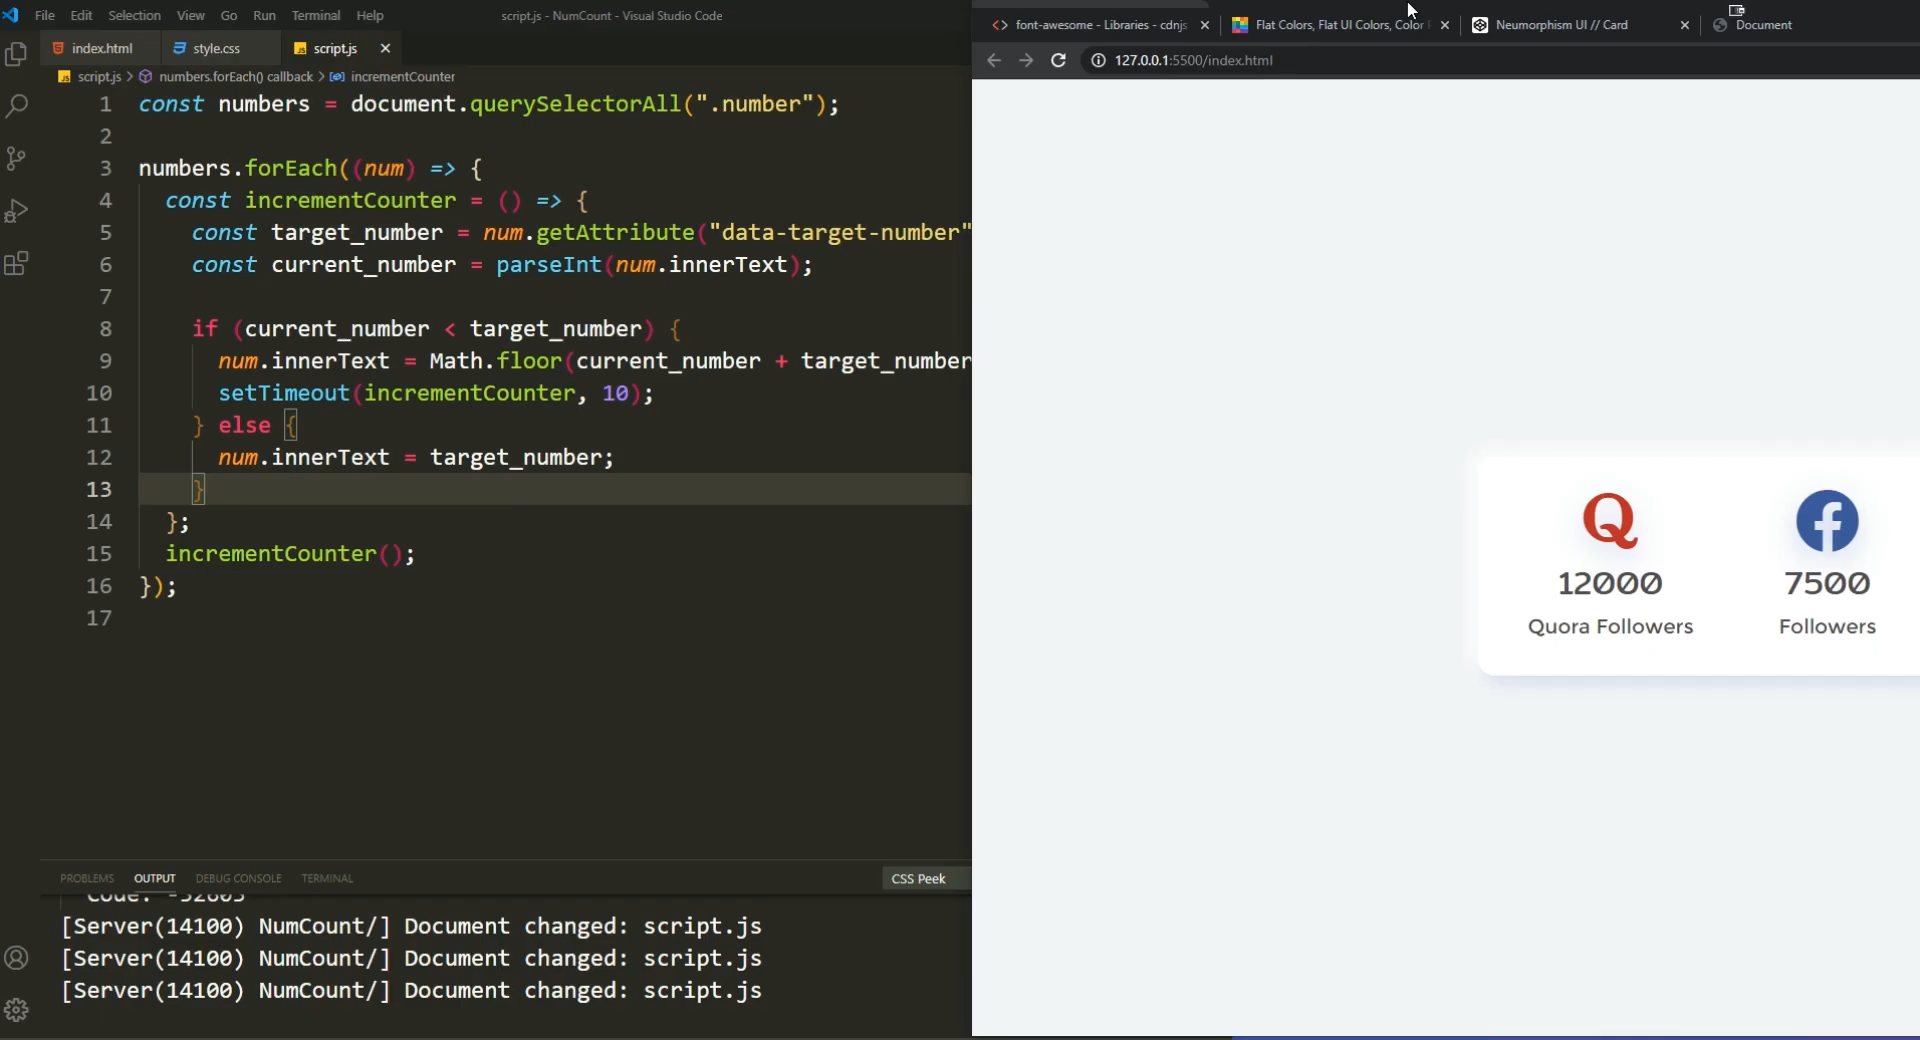 File Edit Selection View Go Run Terminal Help
script.js - NumCount - Visual Studio Code
index.html
style.css
script.js
script.js > numbers.forEach() callback > incrementCounter
1 const numbers = document.querySelectorAll(".number");
2
3 numbers.forEach((num) => {
4 const incrementCounter = () => {
5 const target_number = num.getAttribute("data-target-number"
6 const current_number = parseInt(num.innerText);
7
8 if (current_number < target_number) {
9 num.innerText = Math.floor(current_number + target_number
10 setTimeout(incrementCounter, 10);
11 } else {
12 num.innerText = target_number;
13 }
14 };
15 incrementCounter();
16 });
17
PROBLEMS OUTPUT DEBUG CONSOLE TERMINAL
CSS Peek
Code: -32603
[Server(14100) NumCount/] Document changed: script.js
[Server(14100) NumCount/] Document changed: script.js
[Server(14100) NumCount/] Document changed: script.js
font-awesome - Libraries - cdnjs
Flat Colors, Flat UI Colors, Color
Neumorphism UI // Card
Document
127.0.0.1:5500/index.html
Q
12000
Quora Followers
f
7500
Followers